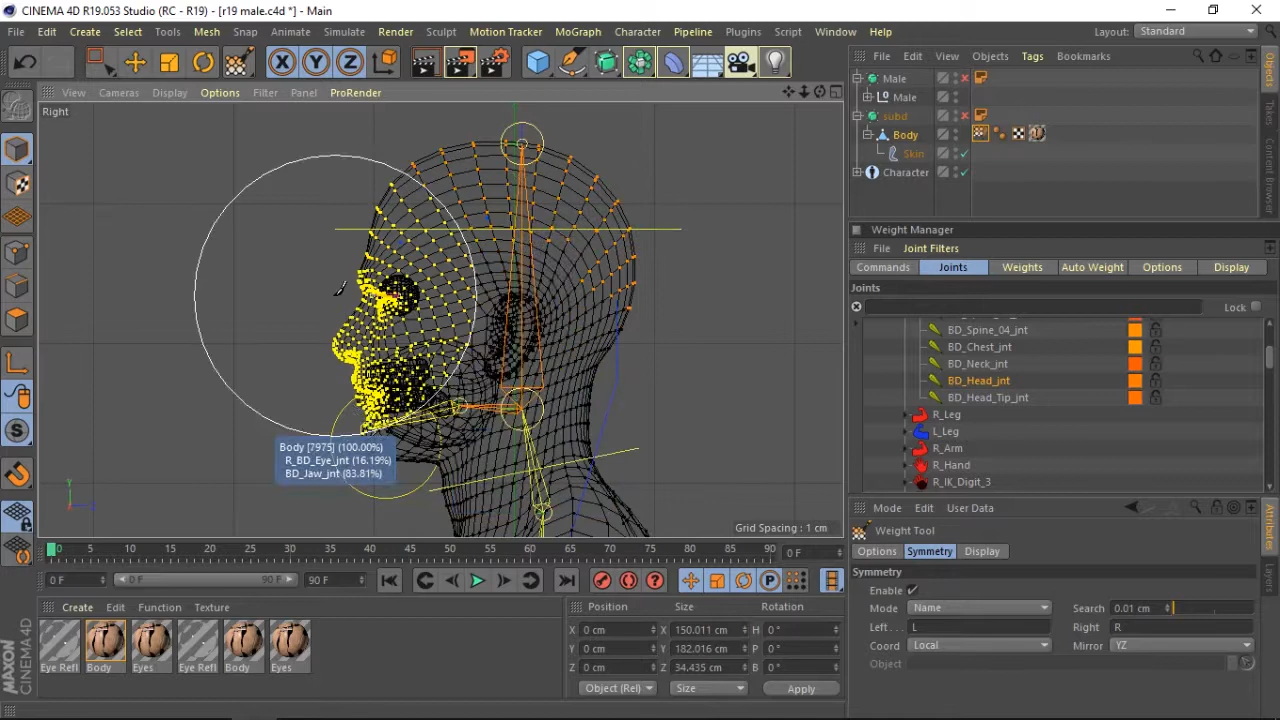 CINEMA 4D R19.053 Studio (RC - R19) - [r19 male.c4d *] - Main
File Edit Create Select Tools Mesh Snap Animate Simulate Render Sculpt Motion Tracker MoGraph Character Pipeline Plugins Script Window Help Layout: Standard
File Edit View Objects Tags Bookmarks
Male
Male
subd
Body
Skin
Character
Objects
Takes
Content Browser
Structure
View Cameras Display Options Filter Panel ProRender
Right
Body [7975] (100.00%)
R_BD_Eye_jnt (16.19%)
BD_Jaw_jnt (83.81%)
Y
Z
Grid Spacing : 1 cm
Weight Manager
File Joint Filters
Commands Joints Weights Auto Weight Options Display
Joints
Lock
BD_Spine_04_jnt
BD_Chest_jnt
BD_Neck_jnt
BD_Head_jnt
BD_Head_Tip_jnt
R_Leg
L_Leg
R_Arm
R_Hand
R_IK_Digit_3
0 5 10 15 20 25 30 35 40 45 50 55 60 65 70 75 80 85 90 0 F
0 F 0 F 90 F 90 F
Create Edit Function Texture
Eye Refl Body Eyes Eye Refl Body Eyes
MAXON CINEMA 4D
Position Size Rotation
X 0 cm X 150.011 cm H 0 °
Y 0 cm Y 182.016 cm P 0 °
Z 0 cm Z 34.435 cm B 0 °
Object (Rel) Size Apply
Mode Edit User Data
Weight Tool
Options Symmetry Display
Symmetry
Enable
Mode Name Search 0.01 cm
Left . . . L Right R
Coord Local Mirror YZ
Object
Attributes
Layers